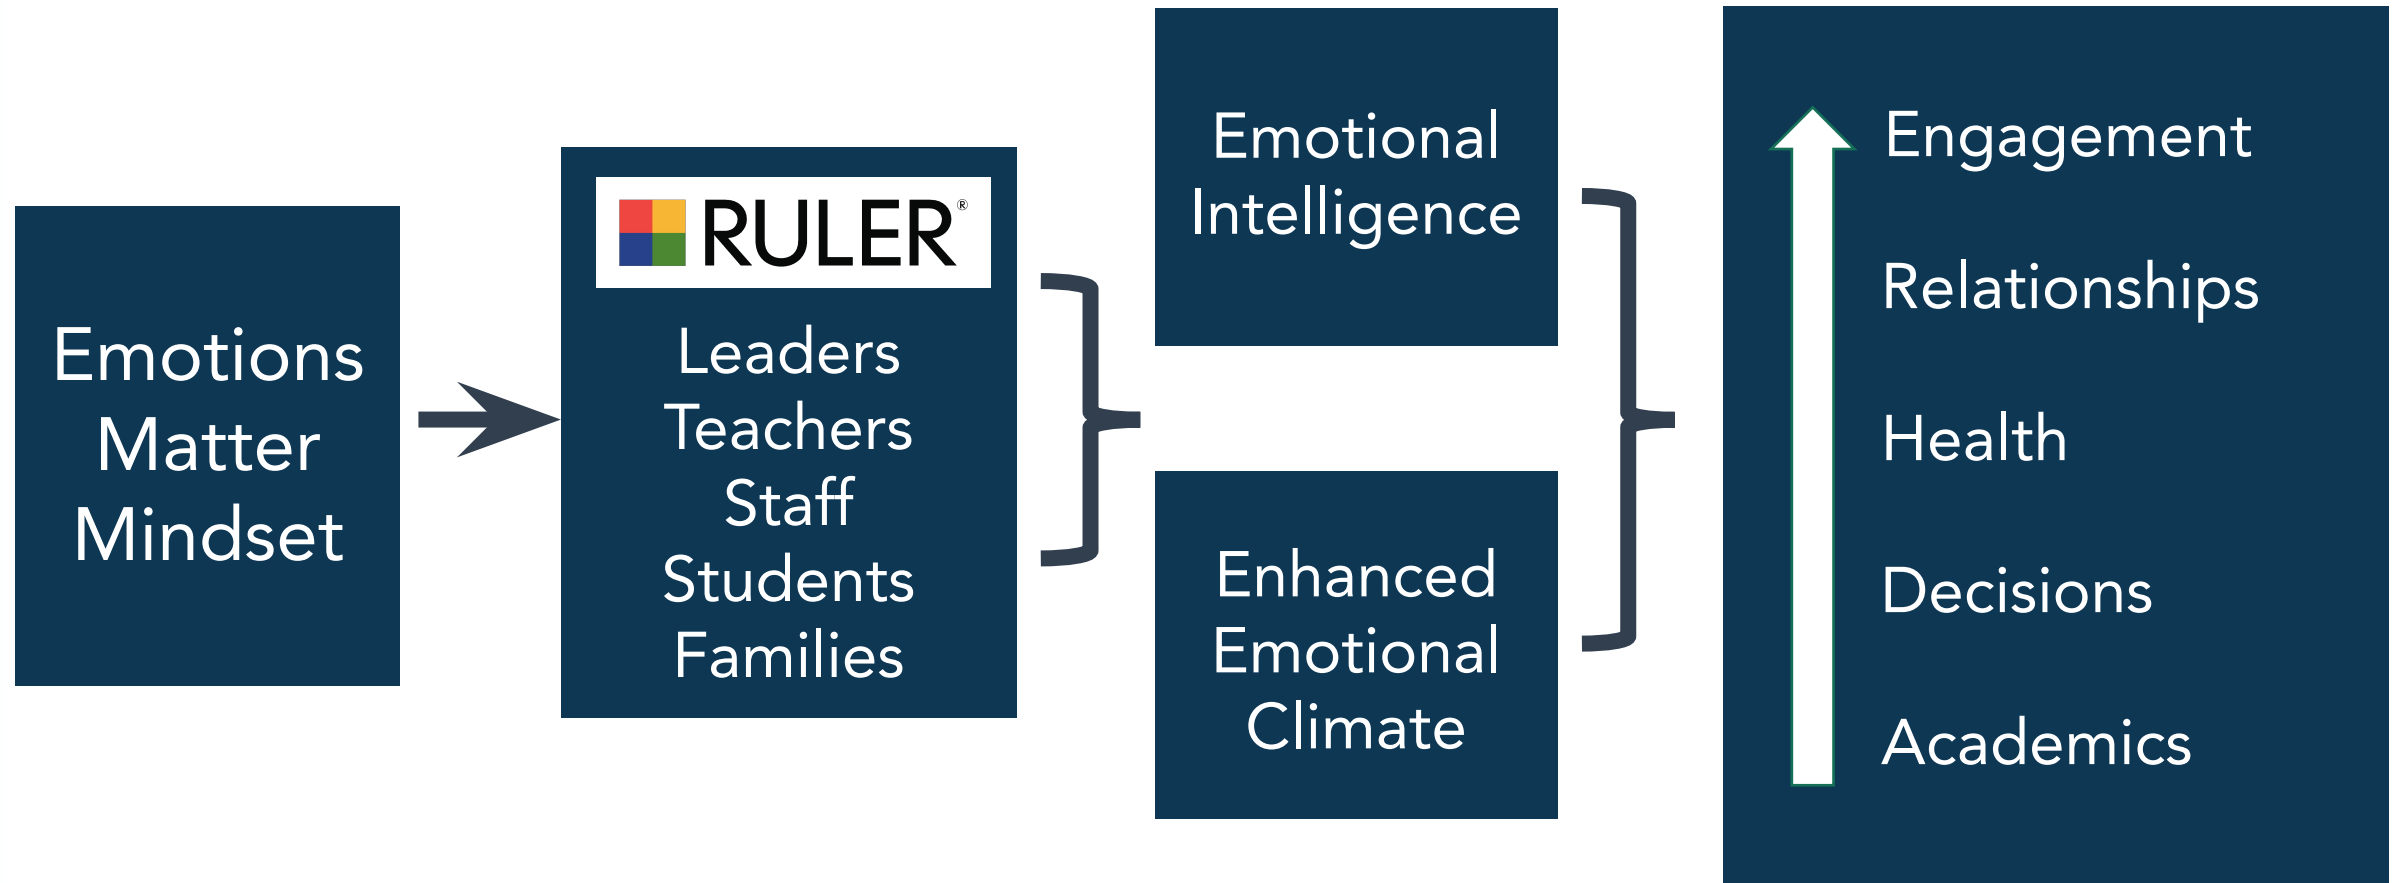 Emotions
Matter
Mindset
RULER®
Leaders
Teachers
Staff
Students
Families
Emotional
Intelligence
Enhanced
Emotional
Climate
Engagement
Relationships
Health
Decisions
Academics